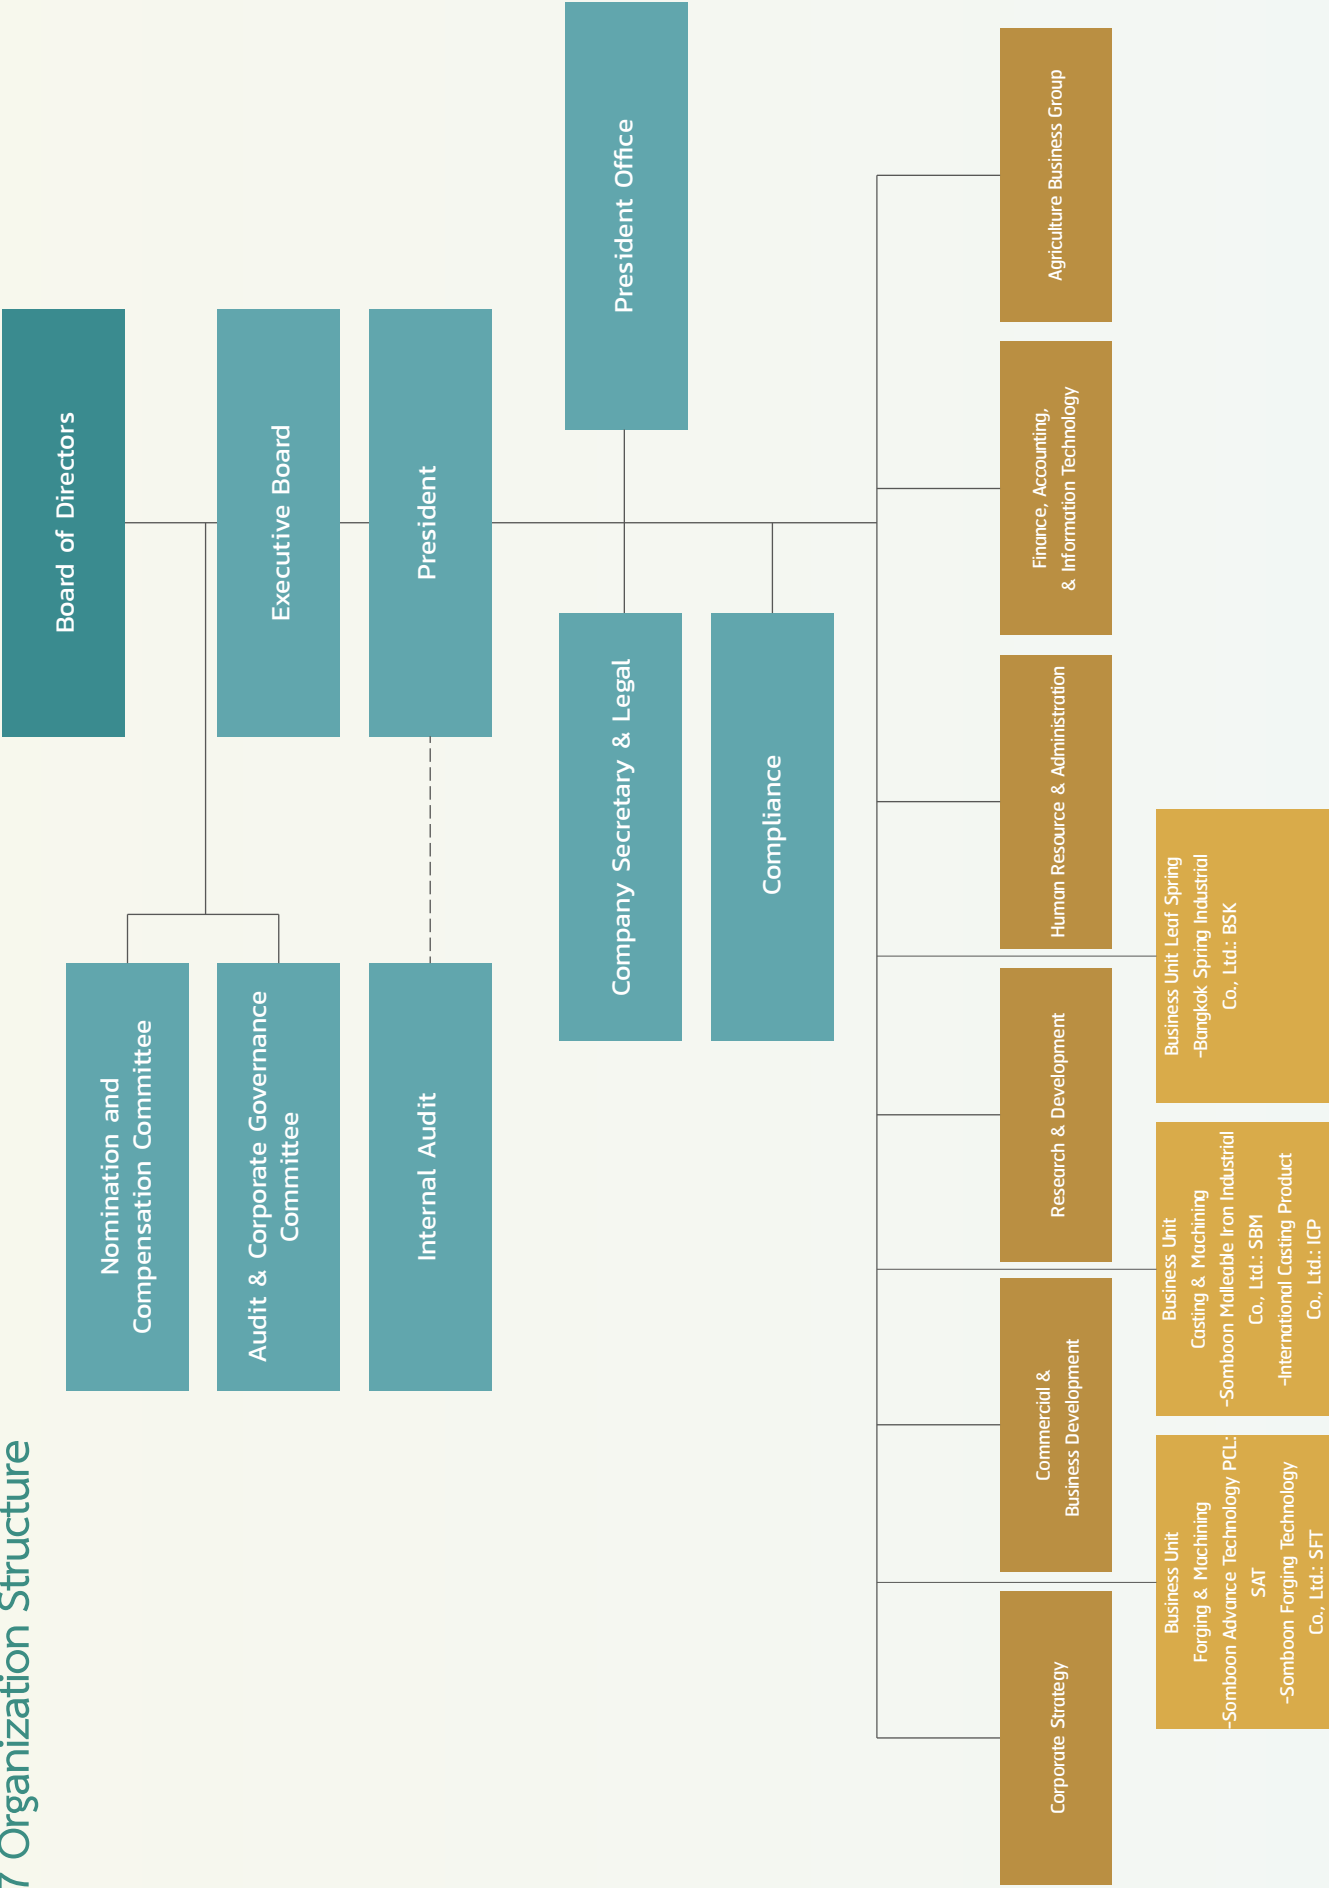 7 Organization Structure
Board of Directors
Nomination and
Compensation Committee
Executive Board
Audit & Corporate Governance
Committee
President
Internal Audit
President Office
Company Secretary & Legal
Compliance
Corporate Strategy
Commercial &
Business Development
Research & Development
Human Resource & Administration
Finance, Accounting,
& Information Technology
Agriculture Business Group
Business Unit
Forging & Machining
-Somboon Advance Technology PCL:
SAT
-Somboon Forging Technology
Co., Ltd.: SFT
Business Unit
Casting & Machining
-Somboon Malleable Iron Industrial
Co., Ltd.: SBM
-International Casting Product
Co., Ltd.: ICP
Business Unit Leaf Spring
-Bangkok Spring Industrial
Co., Ltd.: BSK